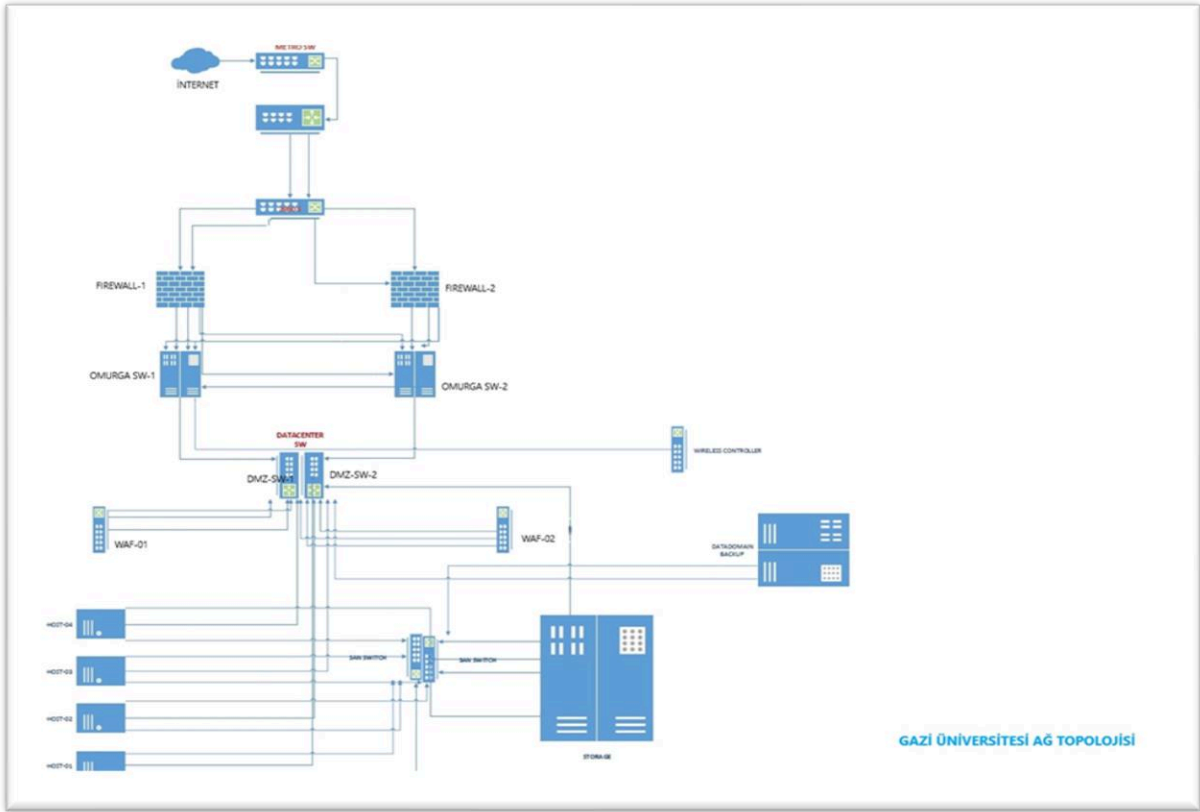 METRO SW
İNTERNET
FIREWALL-1
FIREWALL-2
OMURGA SW-1
OMURGA SW-2
DATACENTER
SW
WIRELESS CONTROLLER
DMZ-SW-1
DMZ-SW-2
WAF-01
WAF-02
DATADOMAIN
BACKUP
HOST-04
SAN SWITCH
SAN SWITCH
HOST-03
HOST-02
GAZİ ÜNİVERSİTESİ AĞ TOPOLOJİSİ
STORAGE
HOST-01